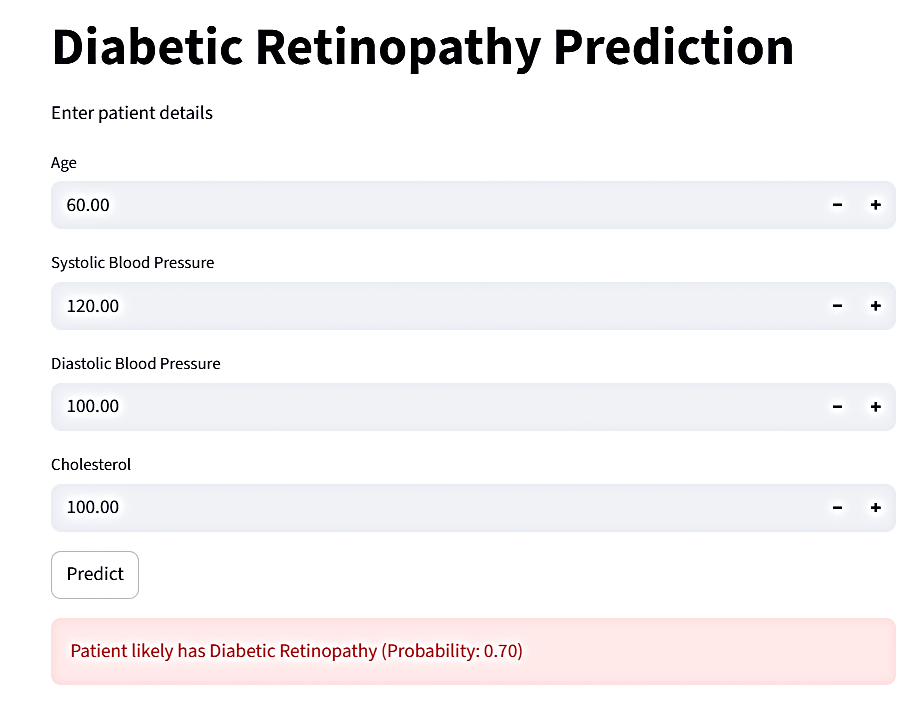 Diabetic Retinopathy Prediction
Enter patient details
Age
60.00 - +
Systolic Blood Pressure
120.00 - +
Diastolic Blood Pressure
100.00 - +
Cholesterol
100.00 - +
Predict
Patient likely has Diabetic Retinopathy (Probability: 0.70)